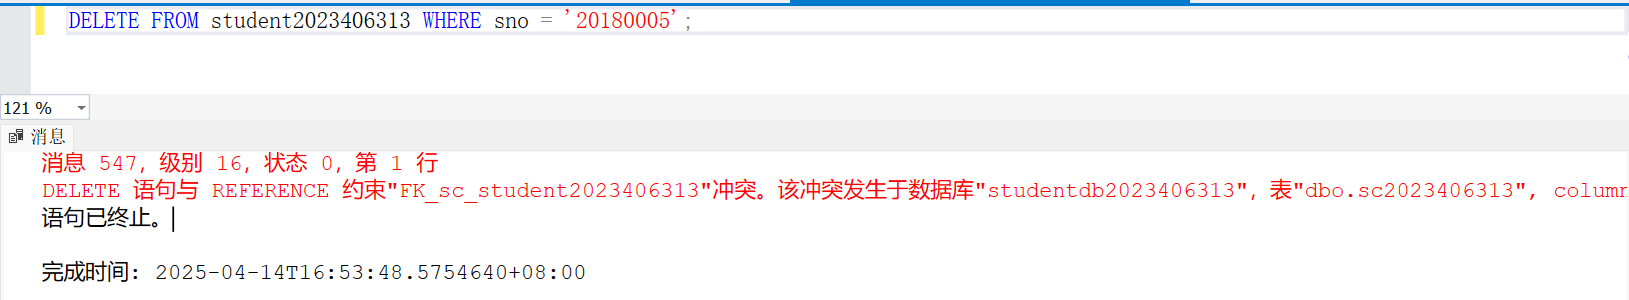 DELETE FROM student2023406313 WHERE sno = '20180005';
121 %
消息
消息 547，级别 16，状态 0，第 1 行
DELETE 语句与 REFERENCE 约束"FK_sc_student2023406313"冲突。该冲突发生于数据库"studentdb2023406313"，表"dbo.sc2023406313", column
语句已终止。
完成时间: 2025-04-14T16:53:48.5754640+08:00